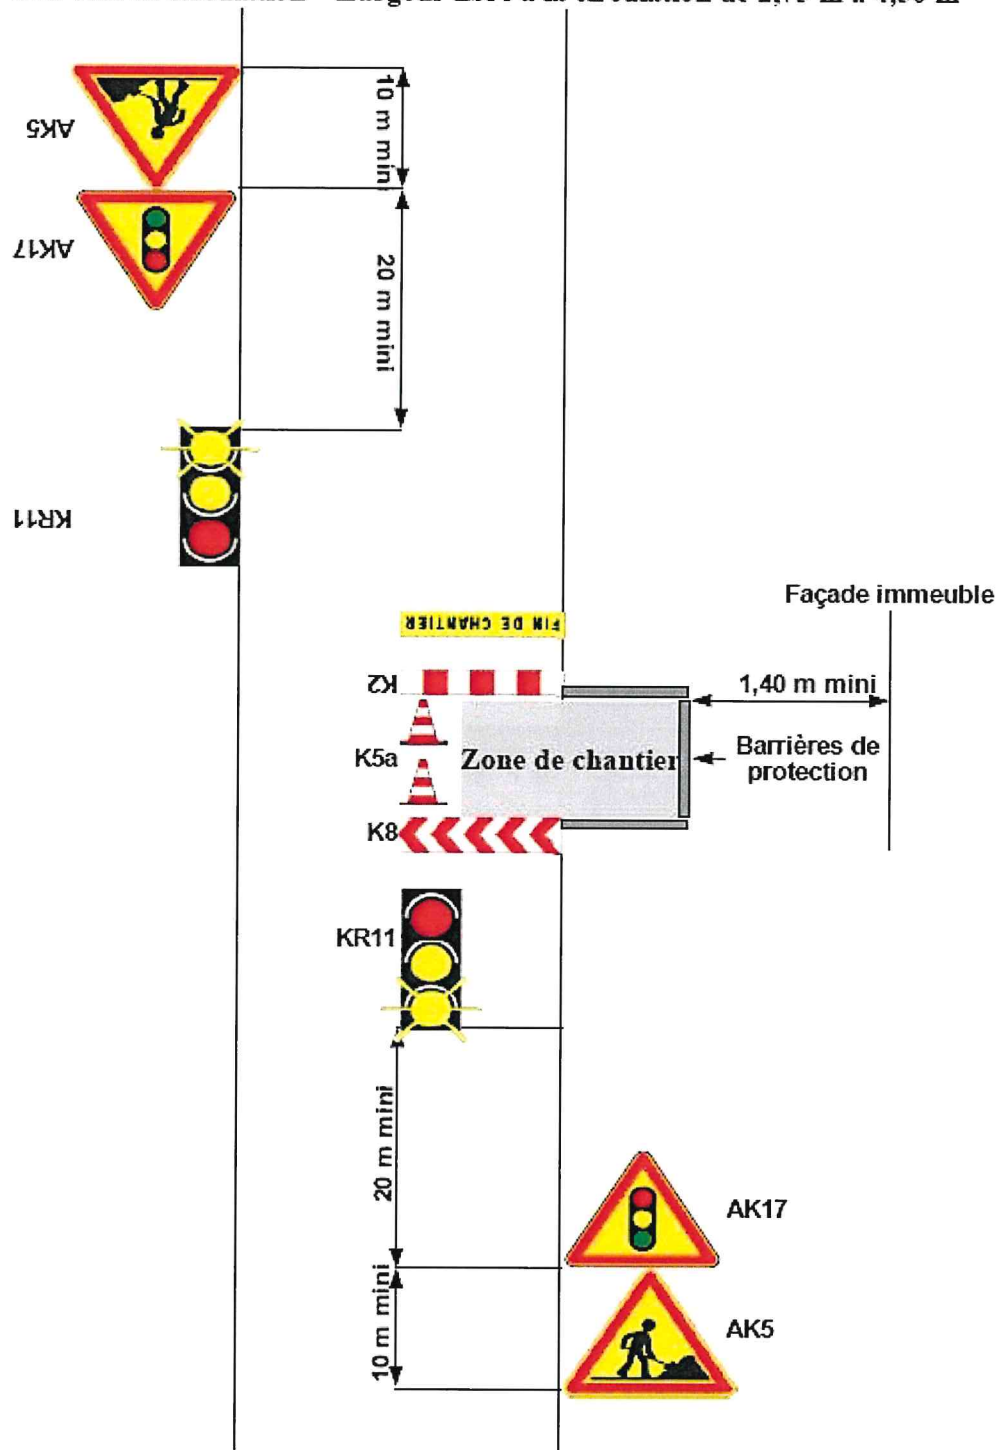 10 m mini
AK5
AK17
20 m mini
KR11
Façade immeuble
FIN DE CHANTIER
K2
1,40 m mini
K5a
Zone de chantier
Barrières de
protection
K8
KR11
20 m mini
AK17
10 m mini
AK5